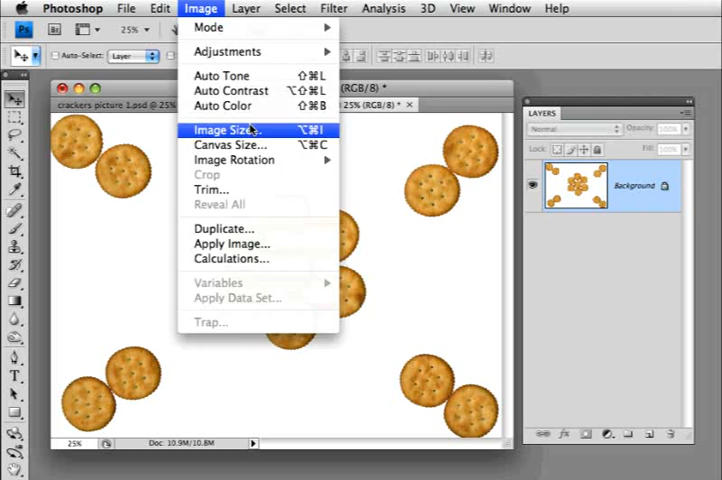 Photoshop File Edit Image Layer Select Filter Analysis 3D View Window Help
Ps Br 25%
Auto-Select: Layer
crackers picture 1.psd @ 25% 25% (RGB/8) *
(RGB/8) *
Mode
Adjustments
Auto Tone ⇧⌘L
Auto Contrast ⌥⇧⌘L
Auto Color ⇧⌘B
Image Size... ⌥⌘I
Canvas Size... ⌥⌘C
Image Rotation
Crop
Trim...
Reveal All
Duplicate...
Apply Image...
Calculations...
Variables
Apply Data Set...
Trap...
LAYERS
Normal Opacity: 100%
Lock: Fill: 100%
Background
T
fx
25% Doc: 10.9M/10.8M